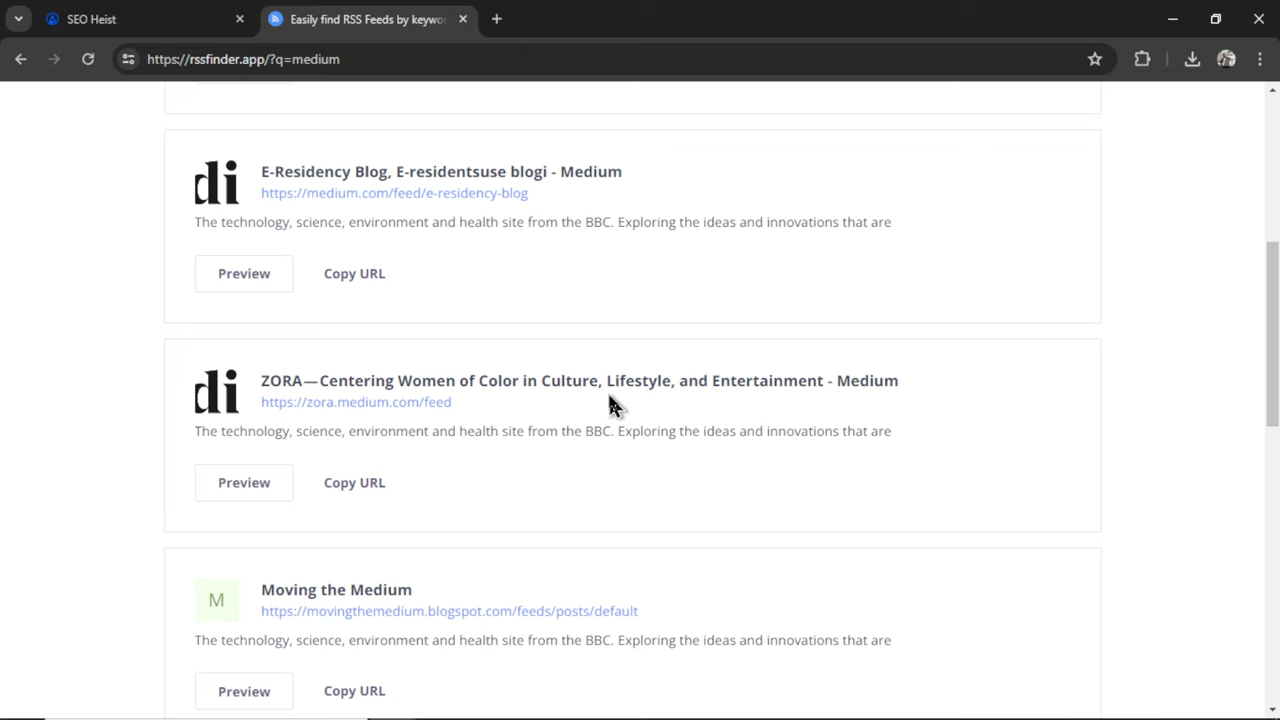 SEO Heist
Easily find RSS Feeds by keywo
https://rssfinder.app/?q=medium
di
E-Residency Blog, E-residentsuse blogi - Medium
https://medium.com/feed/e-residency-blog
The technology, science, environment and health site from the BBC. Exploring the ideas and innovations that are
Preview
Copy URL
di
ZORA—Centering Women of Color in Culture, Lifestyle, and Entertainment - Medium
https://zora.medium.com/feed
The technology, science, environment and health site from the BBC. Exploring the ideas and innovations that are
Preview
Copy URL
M
Moving the Medium
https://movingthemedium.blogspot.com/feeds/posts/default
The technology, science, environment and health site from the BBC. Exploring the ideas and innovations that are
Preview
Copy URL